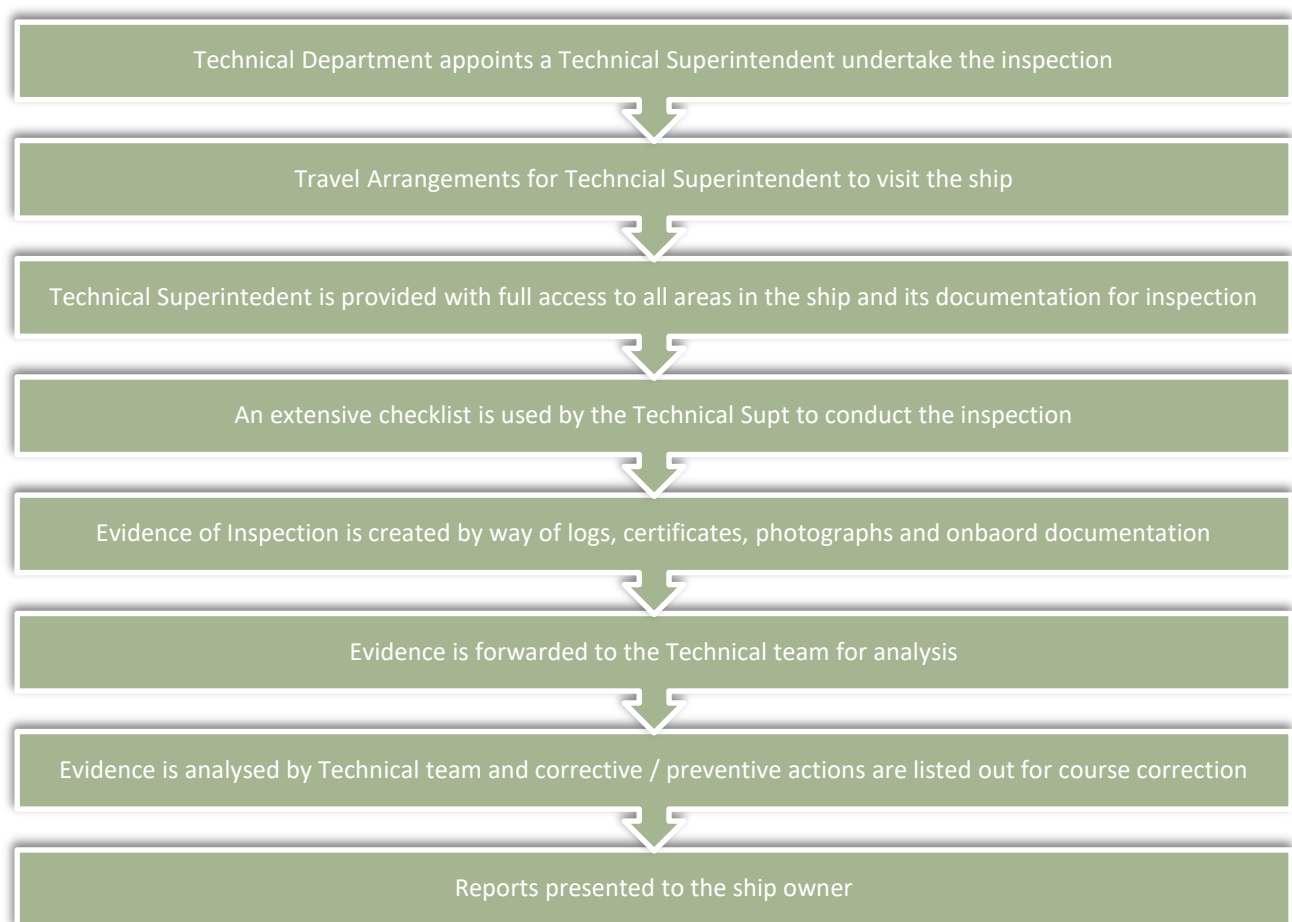 Technical Department appoints a Technical Superintendent undertake the inspection
Travel Arrangements for Techncial Superintendent to visit the ship
Technical Superintedent is provided with full access to all areas in the ship and its documentation for inspection
An extensive checklist is used by the Technical Supt to conduct the inspection
Evidence of Inspection is created by way of logs, certificates, photographs and onbaord documentation
Evidence is forwarded to the Technical team for analysis
Evidence is analysed by Technical team and corrective / preventive actions are listed out for course correction
Reports presented to the ship owner